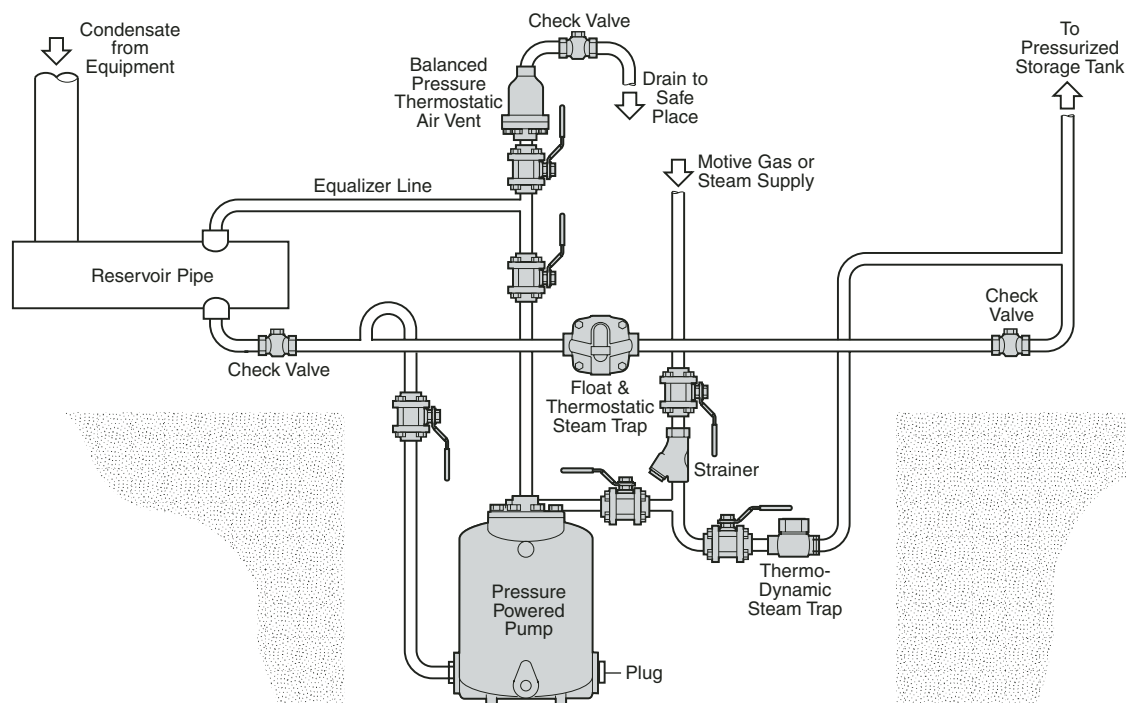 Condensate
from
Equipment
Check Valve
To
Pressurized
Storage Tank
Balanced
Pressure
Thermostatic
Air Vent
Drain to
Safe
Place
Motive Gas or
Steam Supply
Equalizer Line
Reservoir Pipe
Check
Valve
Check Valve
Float &
Thermostatic
Steam Trap
Strainer
Thermo-
Dynamic
Steam Trap
Pressure
Powered
Pump
Plug